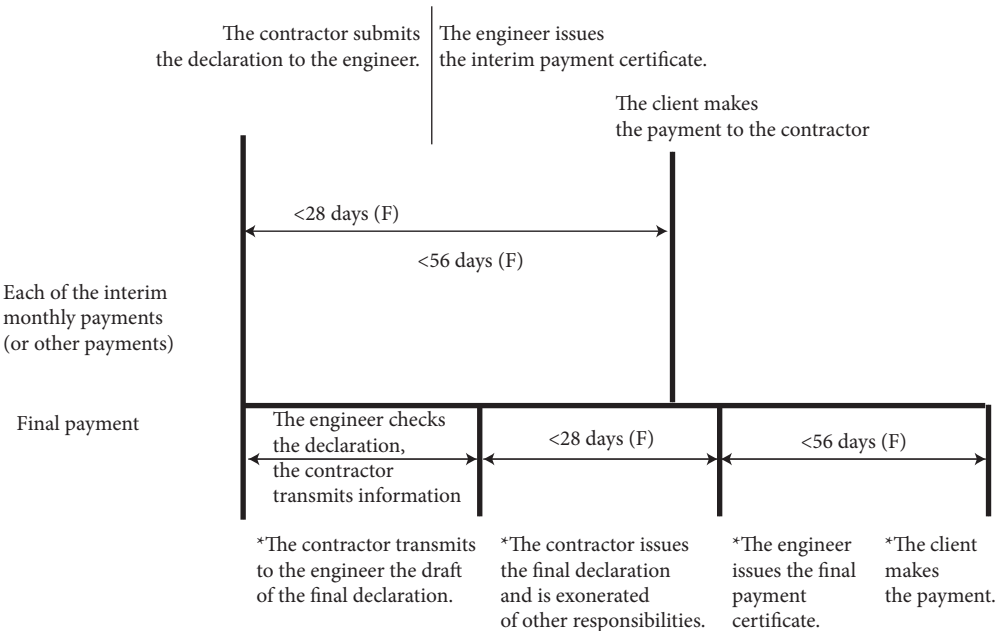 The contractor submits
the declaration to the engineer.
The engineer issues
the interim payment certificate.
The client makes
the payment to the contractor
<28 days (F)
<56 days (F)
Each of the interim
monthly payments
(or other payments)
Final payment
The engineer checks
the declaration,
the contractor
transmits information
<28 days (F)
<56 days (F)
*The contractor transmits
to the engineer the draft
of the final declaration.
*The contractor issues
the final declaration
and is exonerated
of other responsibilities.
*The engineer
issues the final
payment
certificate.
*The client
makes
the payment.